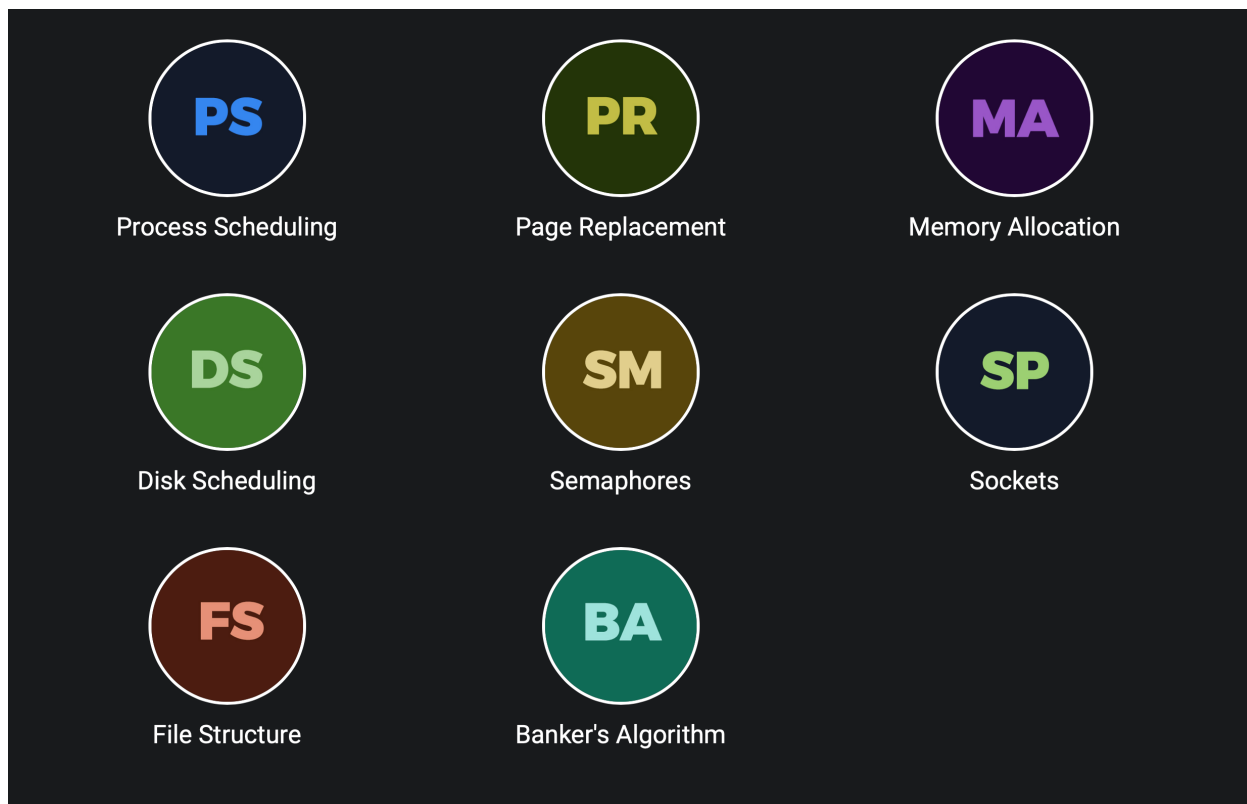 PS
PR
MA
Process Scheduling
Page Replacement
Memory Allocation
DS
SM
SP
Disk Scheduling
Semaphores
Sockets
FS
BA
File Structure
Banker's Algorithm